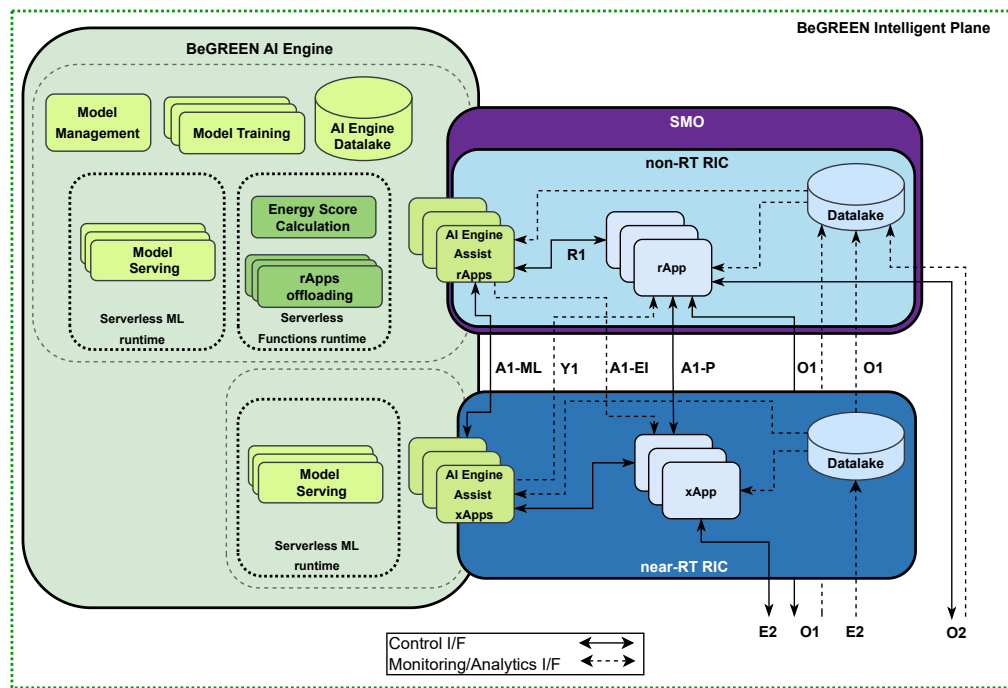 BeGREEN Intelligent Plane
BeGREEN AI Engine
Model
Management
Model Training
AI Engine
Datalake
SMO
non-RT RIC
Energy Score
Calculation
Model
Serving
rApps
offloading
Serverless ML
runtime
Serverless
Functions runtime
AI Engine
Assist
rApps
R1
rApp
Datalake
A1-ML
Y1
A1-EI
A1-P
O1
O1
Model
Serving
Serverless ML
runtime
AI Engine
Assist
xApps
xApp
Datalake
near-RT RIC
E2
O1
E2
O2
Control I/F
Monitoring/Analytics I/F